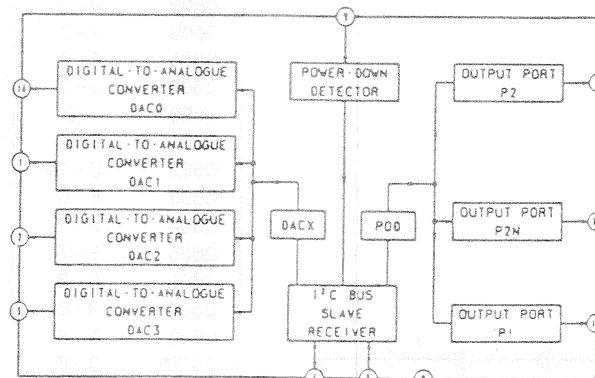 9
DIGITAL-TO-ANALOGUE
CONVERTER
DAC0
16
POWER-DOWN
DETECTOR
OUTPUT PORT
P2
DIGITAL-TO-ANALOGUE
CONVERTER
DAC1
1
DIGITAL-TO-ANALOGUE
CONVERTER
DAC2
DACX
POD
OUTPUT PORT
P2N
DIGITAL-TO-ANALOGUE
CONVERTER
DAC3
I²C BUS
SLAVE
RECEIVER
OUTPUT PORT
P1